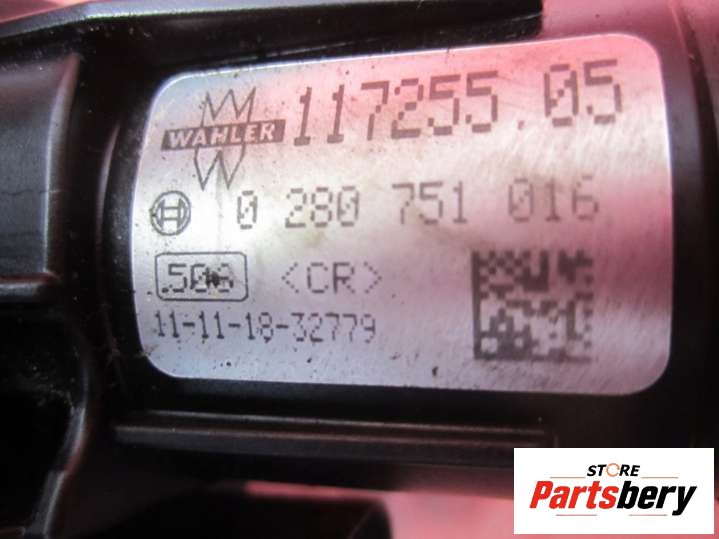 WAHLER 117255.05
0 280 751 016
<CR>
11-11-18-32779
STORE
Partsbery